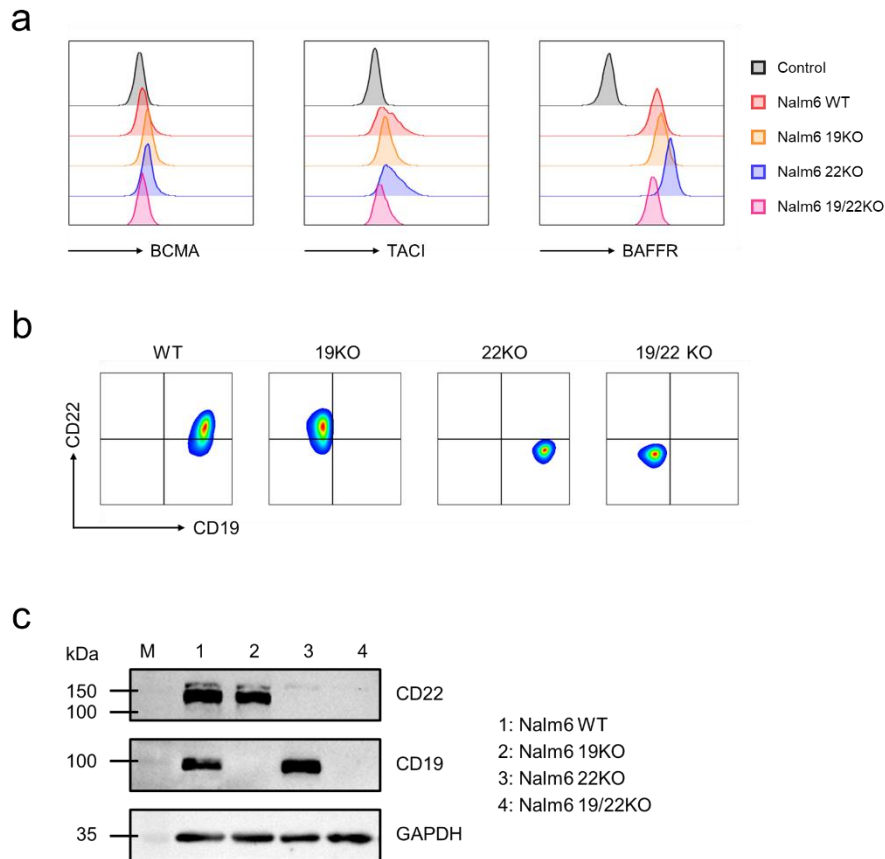 a
Control
Nalm6 WT
Nalm6 19KO
Nalm6 22KO
Nalm6 19/22KO
BCMA
TACI
BAFFR
b
WT
19KO
22KO
19/22 KO
CD22
CD19
c
kDa
M 1 2 3 4
150
100
CD22
100
CD19
35
GAPDH
1: Nalm6 WT
2: Nalm6 19KO
3: Nalm6 22KO
4: Nalm6 19/22KO